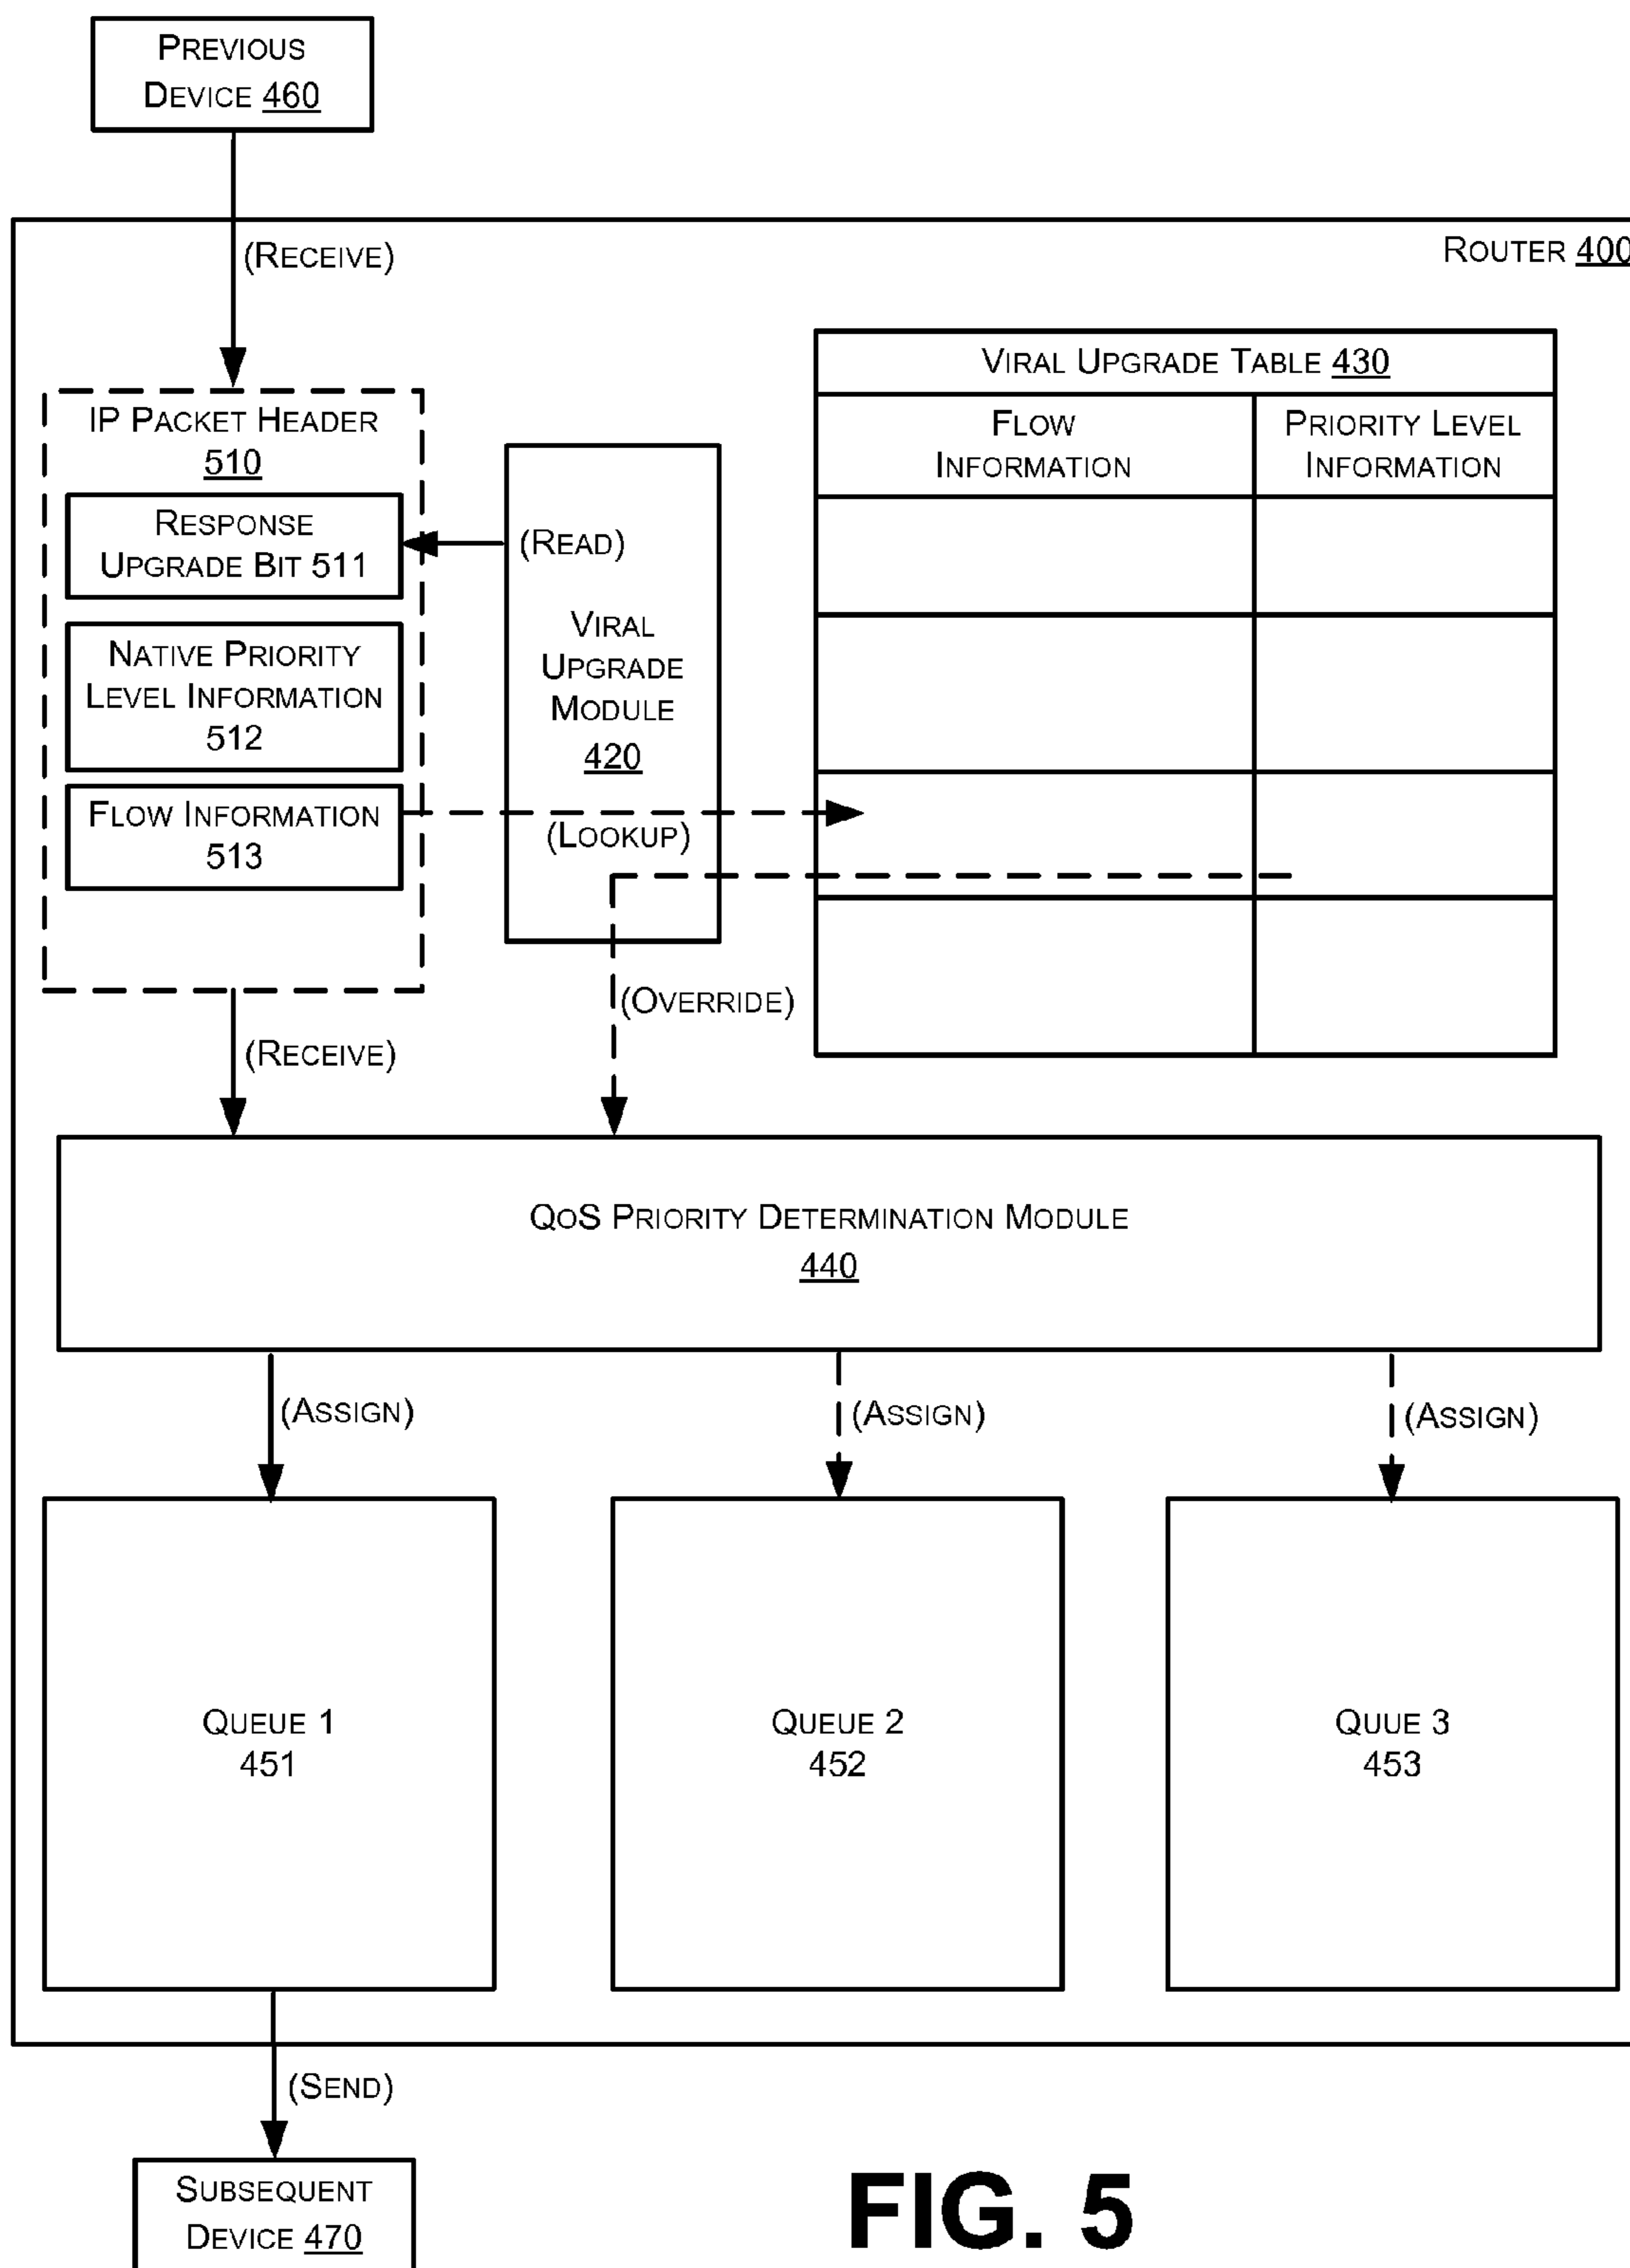 PREVIOUS
DEVICE 460
(RECEIVE)
ROUTER 400
VIRAL UPGRADE TABLE 430
FLOW
INFORMATION
PRIORITY LEVEL
INFORMATION
IP PACKET HEADER
510
RESPONSE
UPGRADE BIT 511
(READ)
NATIVE PRIORITY
LEVEL INFORMATION
512
VIRAL
UPGRADE
MODULE
420
FLOW INFORMATION
513
(LOOKUP)
(OVERRIDE)
(RECEIVE)
QOS PRIORITY DETERMINATION MODULE
440
(ASSIGN)
(ASSIGN)
(ASSIGN)
QUEUE 1
451
QUEUE 2
452
QUUE 3
453
(SEND)
SUBSEQUENT
DEVICE 470
FIG. 5